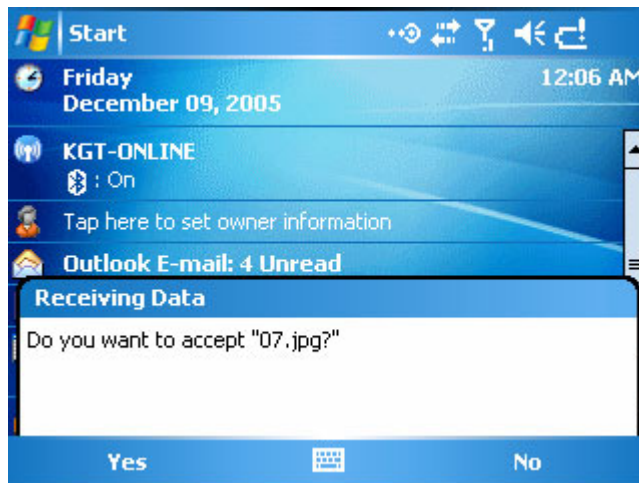 Start
Friday 12:06 AM
December 09, 2005
KGT-ONLINE
: On
Tap here to set owner information
Outlook E-mail: 4 Unread
Receiving Data
Do you want to accept "07.jpg?"
Yes No